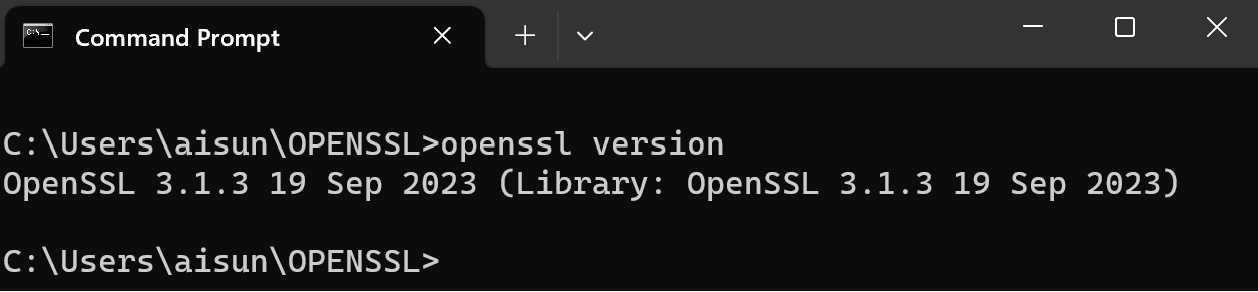 Command Prompt
C:\Users\aisun\OPENSSL>openssl version
OpenSSL 3.1.3 19 Sep 2023 (Library: OpenSSL 3.1.3 19 Sep 2023)
C:\Users\aisun\OPENSSL>